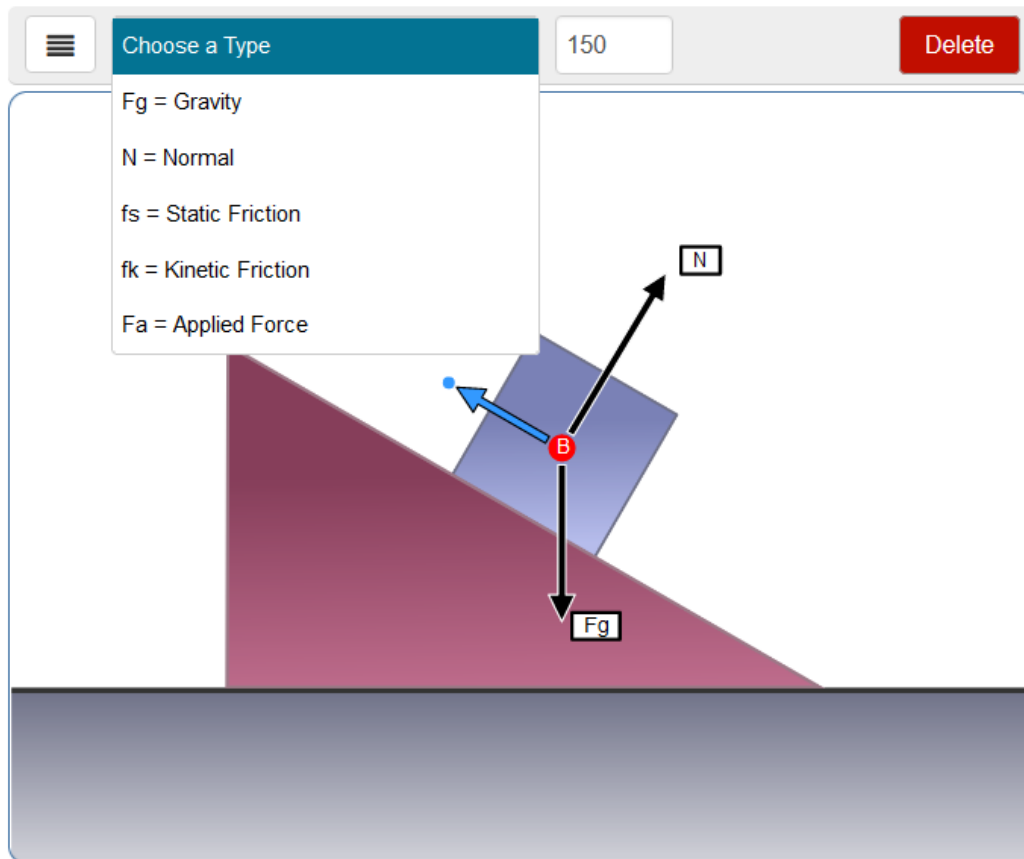 Choose a Type
150
Delete
Fg = Gravity
N = Normal
fs = Static Friction
fk = Kinetic Friction
Fa = Applied Force
N
B
Fg